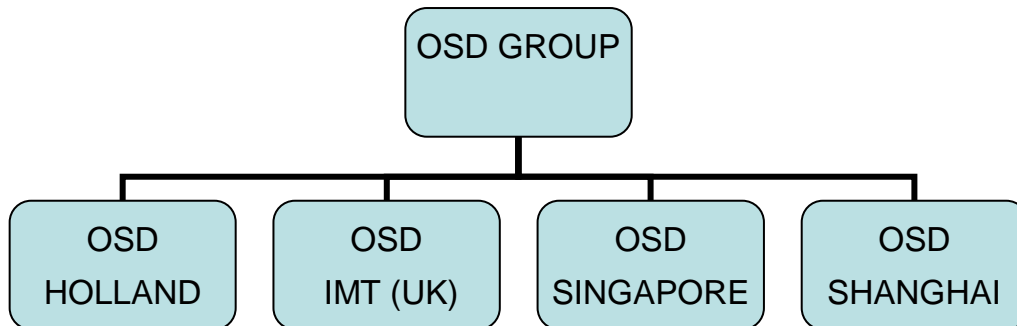 OSD GROUP
OSD
HOLLAND
OSD
IMT (UK)
OSD
SINGAPORE
OSD
SHANGHAI